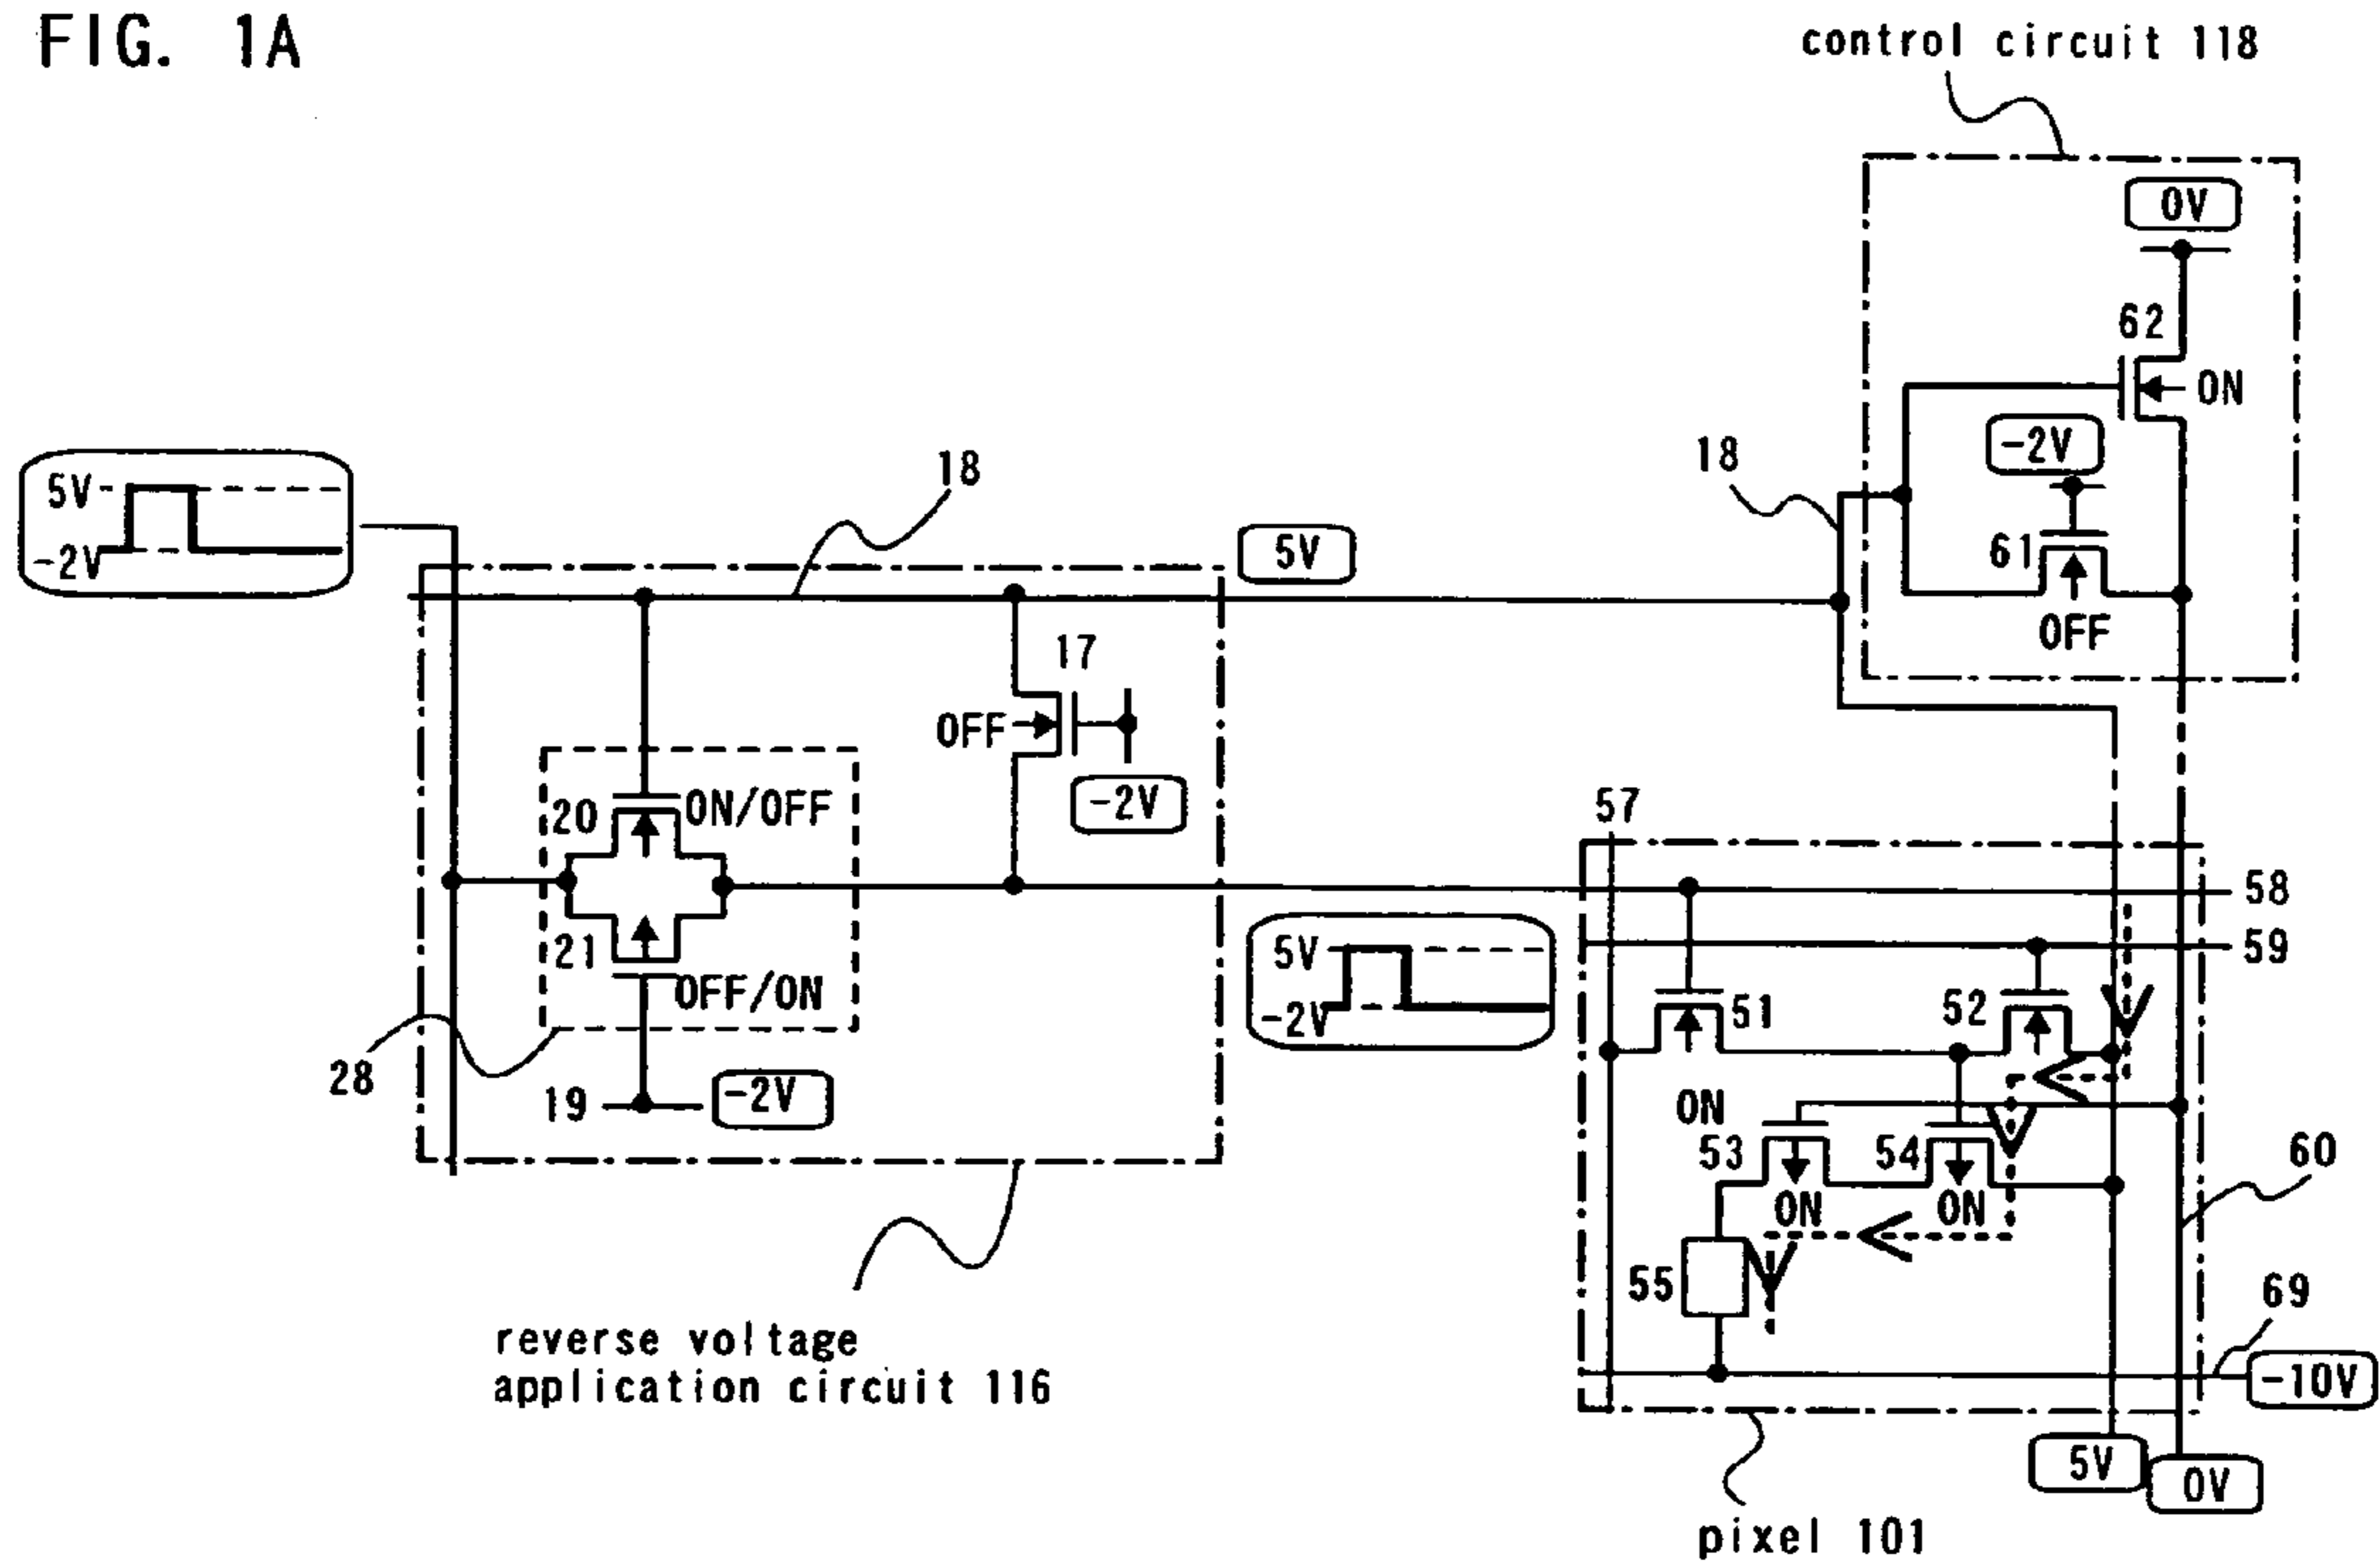 FIG. 1A
control circuit 118
0V
62
ON
-2V
18
18
5V
-2V
5V
61
OFF
17
OFF
-2V
57
20
ON/OFF
58
5V
-2V
59
21
OFF/ON
51
52
28
19
-2V
ON
53
54
60
ON
ON
55
69
reverse voltage
application circuit 116
-10V
5V
0V
pixel 101